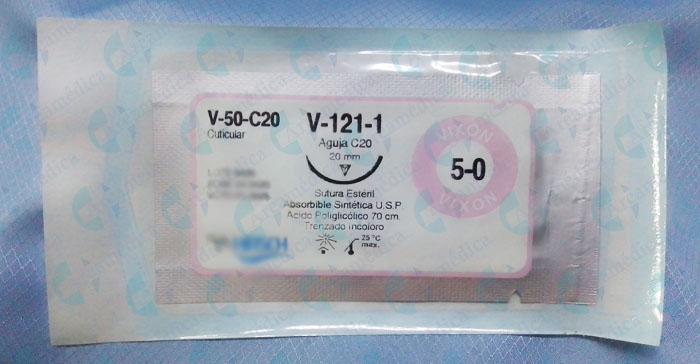 V-50-C20
Cuticular
V-121-1
Aguja C20
20 mm
Sutura Estéril
Absorbible Sintética U.S.P.
Acido Poliglicólico 70 cm.
Trenzado incoloro
25 °C
max.
VIXON
5-0
VIXON